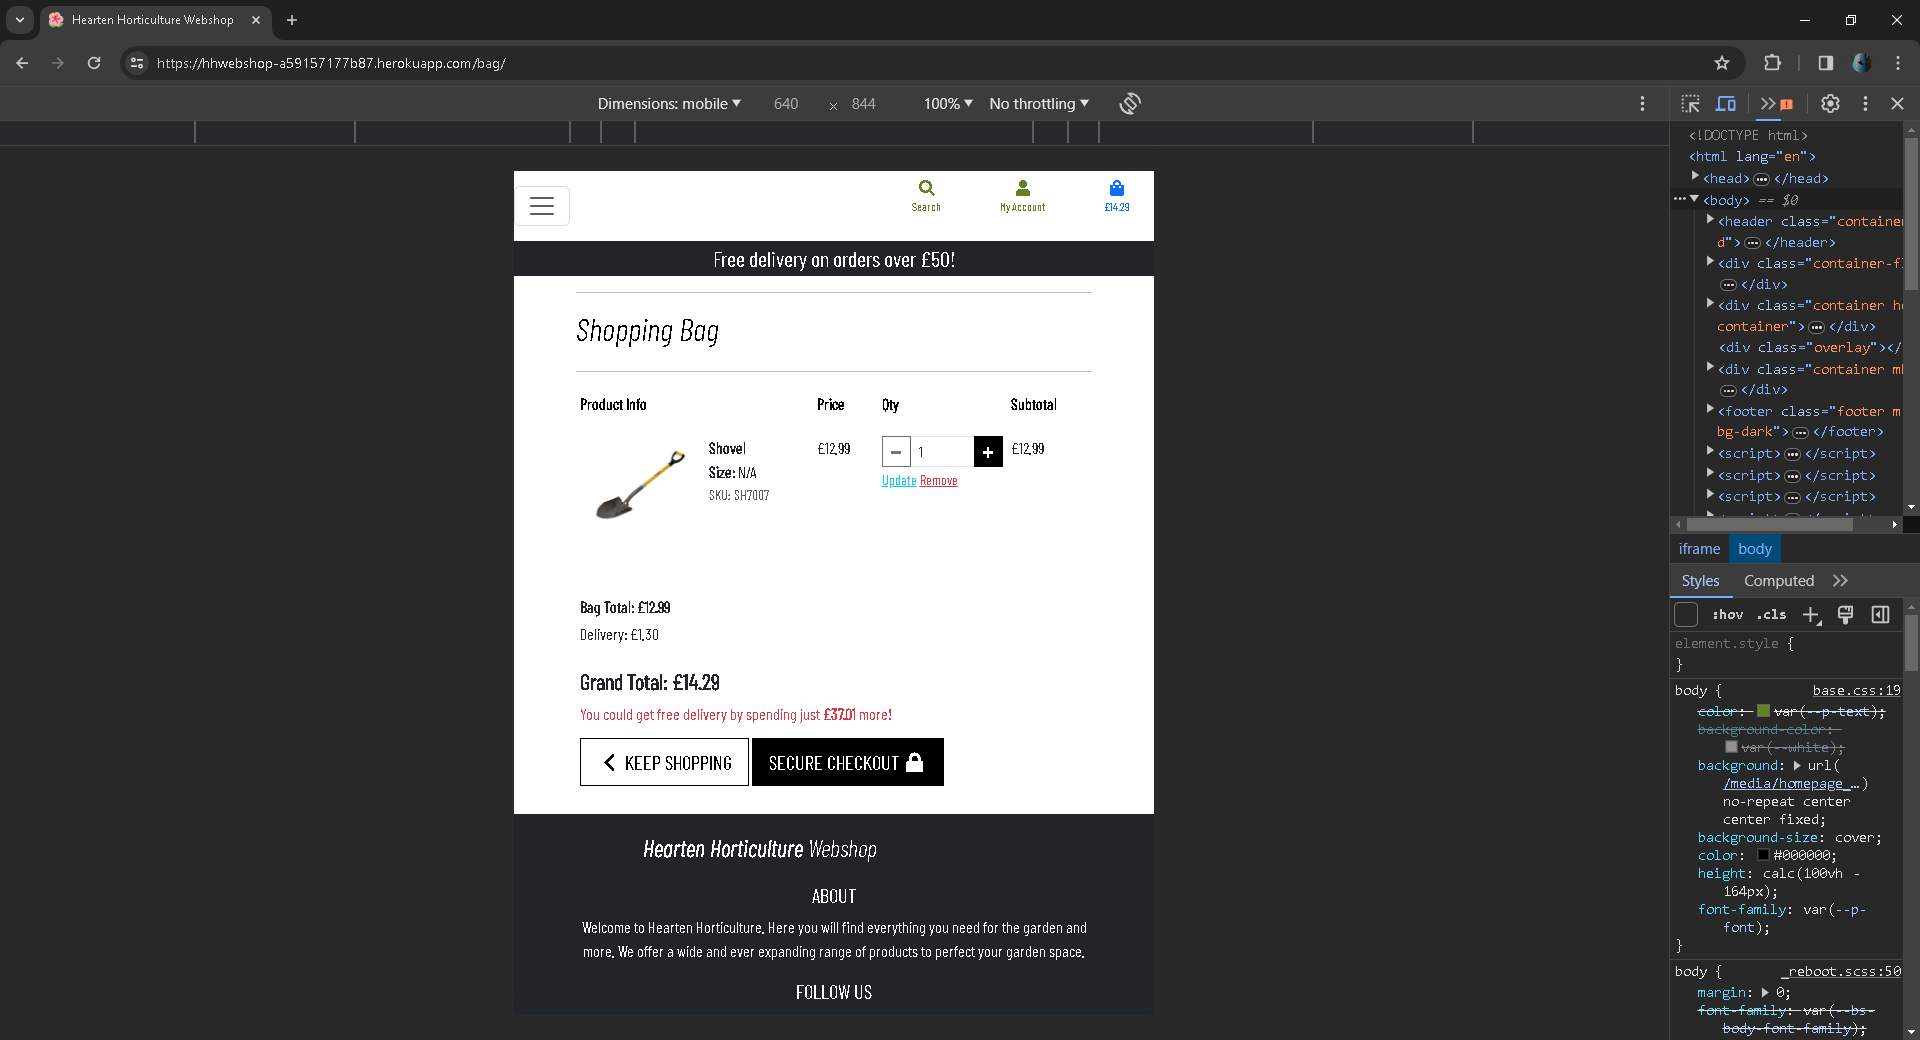 Hearten Horticulture Webshop
https://hhwebshop-a59157177b87.herokuapp.com/bag/
Dimensions: mobile 640 × 844 100% No throttling
Search My Account £14.29
Free delivery on orders over £50!
Shopping Bag
Product Info Price Qty Subtotal
Shovel £12.99 1 £12.99
Size: N/A
Update Remove
SKU: SH7007
Bag Total: £12.99
Delivery: £1.30
Grand Total: £14.29
You could get free delivery by spending just £37.01 more!
KEEP SHOPPING SECURE CHECKOUT
Hearten Horticulture Webshop
ABOUT
Welcome to Hearten Horticulture. Here you will find everything you need for the garden and
more. We offer a wide and ever expanding range of products to perfect your garden space.
FOLLOW US
<!DOCTYPE html>
<html lang="en">
<head> ··· </head>
··· <body> == $0
<header class="container
d"> ··· </header>
<div class="container-f
··· </div>
<div class="container h
container"> ··· </div>
<div class="overlay"></
<div class="container m
··· </div>
<footer class="footer m
bg-dark"> ··· </footer>
<script> ··· </script>
<script> ··· </script>
<script> ··· </script>
iframe body
Styles Computed
:hov .cls
element.style {
}
body { base.css:19
color: var(--p-text);
background-color:
var(--white);
background: url(
/media/homepage_…)
no-repeat center
center fixed;
background-size: cover;
color: #000000;
height: calc(100vh -
164px);
font-family: var(--p-
font);
}
body { _reboot.scss:50
margin: 0;
font-family: var(--bs-
body-font-family);